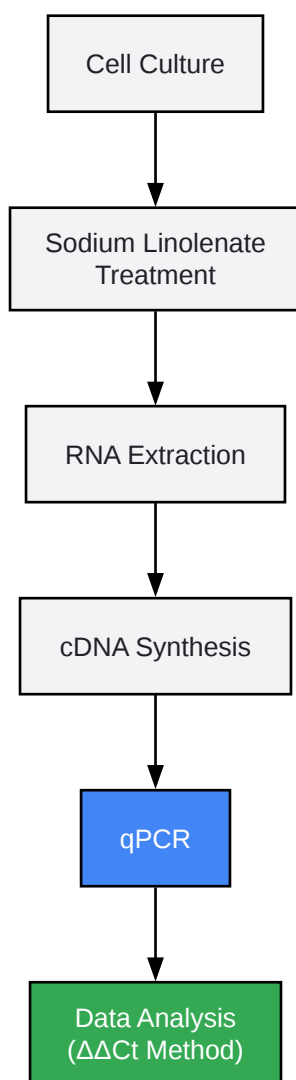 Cell Culture
Sodium Linolenate
Treatment
RNA Extraction
cDNA Synthesis
qPCR
Data Analysis
(ΔΔCt Method)